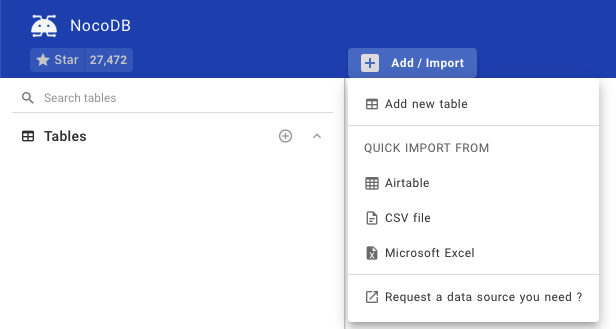 NocoDB
Star 27,472
Add / Import
Search tables
Tables
Add new table
QUICK IMPORT FROM
Airtable
CSV file
Microsoft Excel
Request a data source you need ?